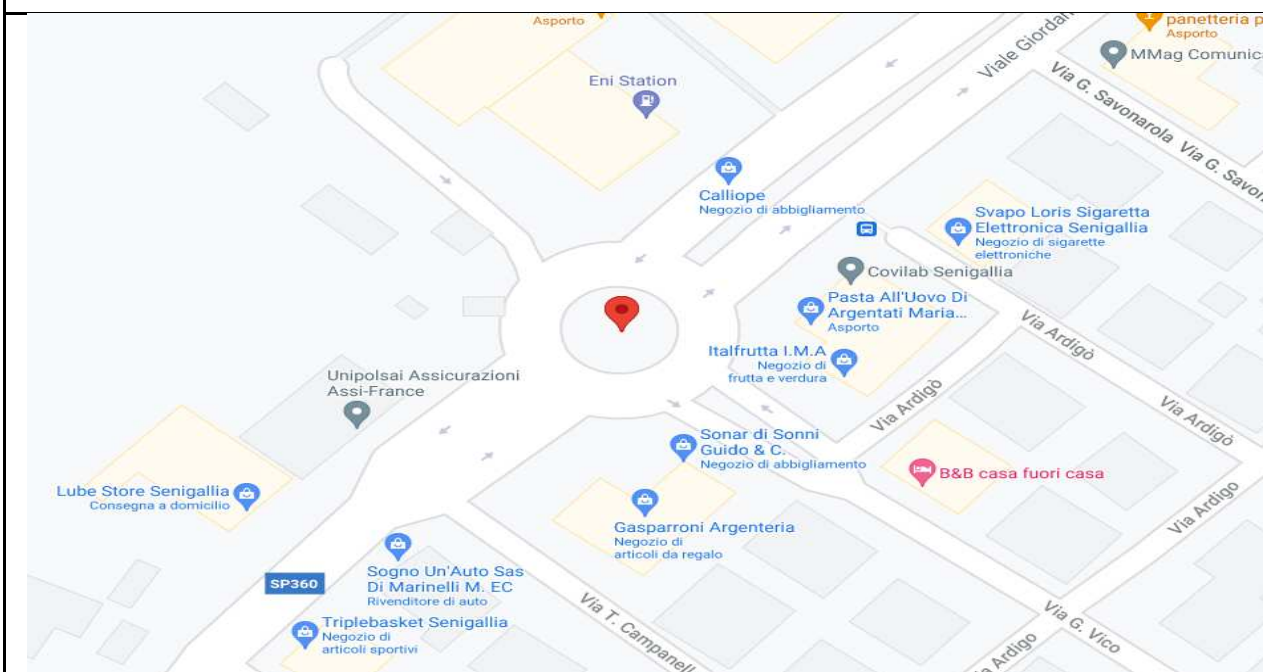 Asporto
panetteria p
Asporto
MMag Comunica
Viale Giordan
Via G. Savonarola
Via G. Savon
Eni Station
Calliope
Negozio di abbigliamento
Svapo Loris Sigaretta
Elettronica Senigallia
Negozio di sigarette
elettroniche
Covilab Senigallia
Pasta All'Uovo Di
Argentati Maria...
Asporto
Via Ardigò
Italfrutta I.M.A
Negozio di
frutta e verdura
Via Ardigò
Via Ardigò
Unipolsai Assicurazioni
Assi-France
Sonar di Sonni
Guido & C.
Negozio di abbigliamento
B&B casa fuori casa
Lube Store Senigallia
Consegna a domicilio
Via Ardigo
Gasparroni Argenteria
Negozio di
articoli da regalo
SP360
Sogno Un'Auto Sas
Di Marinelli M. EC
Rivenditore di auto
Via T. Campanell
Via G. Vico
Triplebasket Senigallia
Negozio di
articoli sportivi
a Ardigo